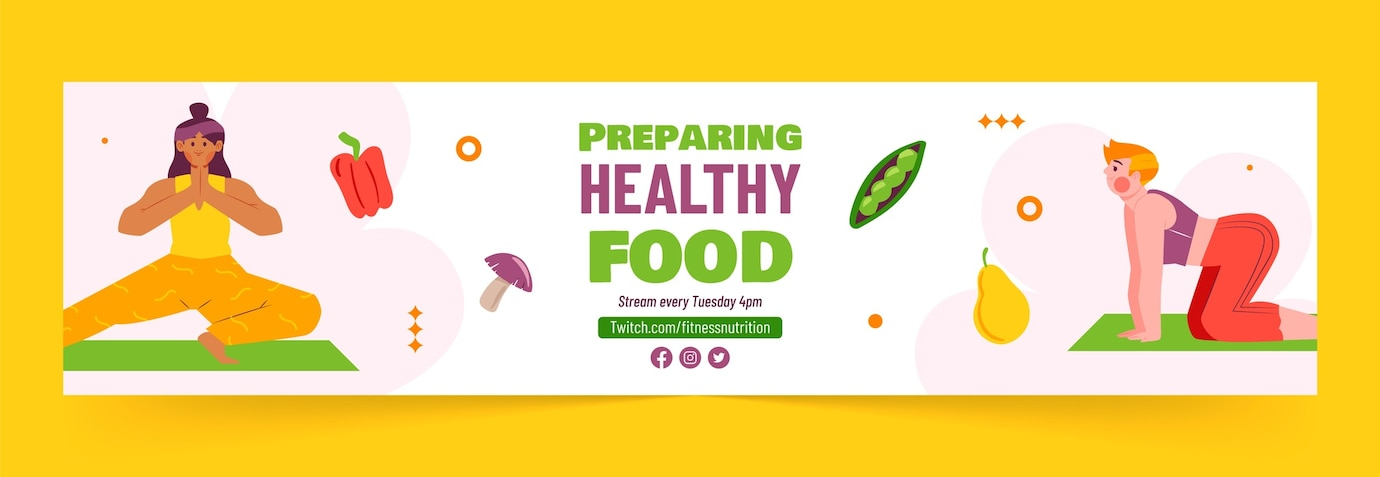 PREPARING
HEALTHY
FOOD
Stream every Tuesday 4pm
Twitch.com/fitnessnutrition